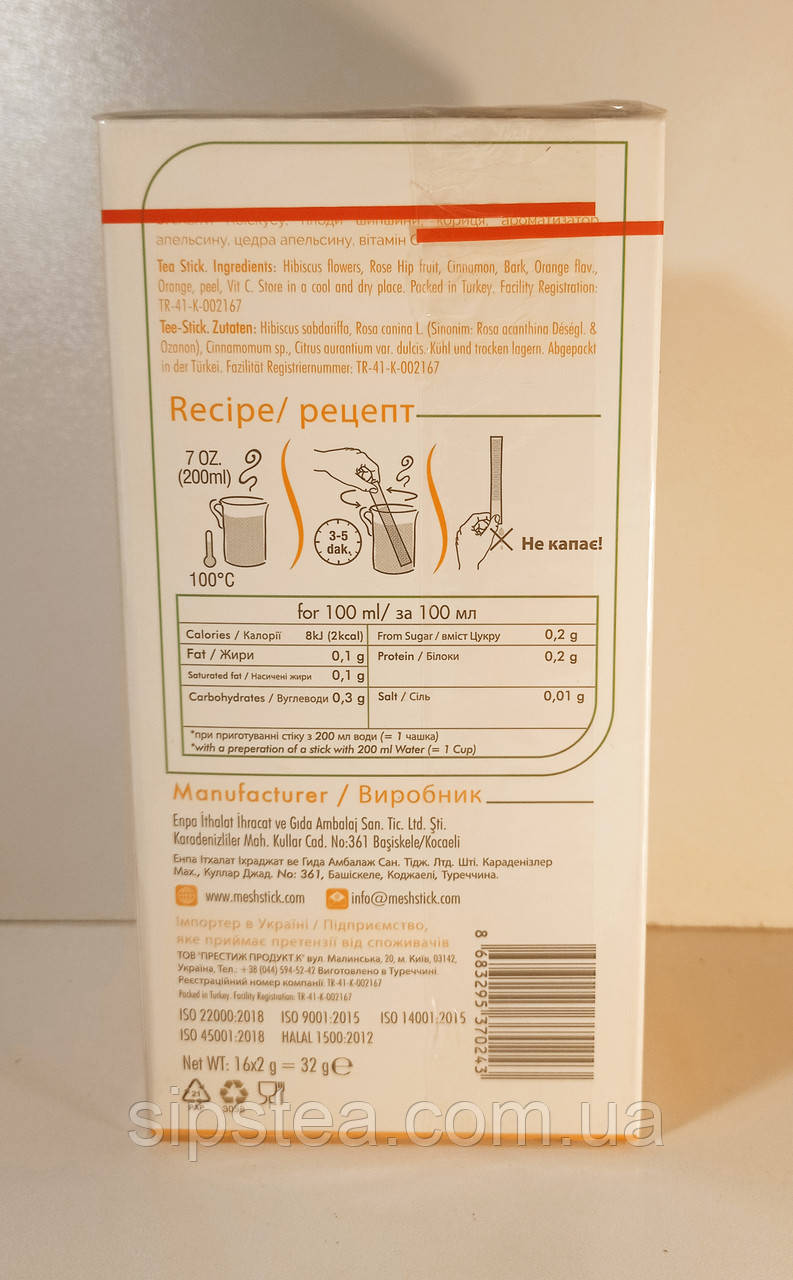 плоди шипшини, кориця, ароматизатор
апельсину, цедра апельсину, вітамін C
Tea Stick. Ingredients: Hibiscus flowers, Rose Hip fruit, Cinnumon, Bark, Orange flav.,
Orange, peel, Vit C. Store in a cool and dry place. Packed in Turkey. Facility Registration:
TR-41-K-002167
Tee-Stick. Zutaten: Hibiscus sabdariffa, Rosa canina L. (Sinonim: Rosa acanthina Déségl. &
Ozanon), Cinnamomum sp., Citrus aurantium var. dulcis. Kühl und trocken lagern. Abgepackt
in der Türkei. Fazilität Registriernummer: TR-41-K-002167
Recipe/ рецепт
7 OZ.
(200ml)
100°C
3-5
dak.
Не капає!
for 100 ml/ за 100 мл
Calories / Калорії 8kJ (2kcal) From Sugar / вміст Цукру 0,2 g
Fat / Жири 0,1 g Protein / Білоки 0,2 g
Saturated fat / Насичені жири 0,1 g
Carbohydrates / Вуглеводи 0,3 g Salt / Сіль 0,01 g
*при приготуванні стіку з 200 мл води (= 1 чашка)
*with a preperation of a stick with 200 ml Water (= 1 Cup)
Manufacturer / Виробник
Enpa İthalat İhracat ve Gıda Ambalaj San. Tic. Ltd. Şti.
Karadenizliler Mah. Kullar Cad. No:361 Başiskele/Kocaeli
Енпа Ітхалат Іхраджат ве Гида Амбалаж Сан. Тідж. Лтд. Шті. Караденізлер
Мах., Куллар Джад. No: 361, Башіскеле, Коджаелі, Туреччина.
www.meshstick.com info@meshstick.com
Імпортер в Україні / Підприємство,
яке приймає претензії від споживачів
ТОВ "ПРЕСТИЖ ПРОДУКТ К" вул. Малинська, 20, м. Київ, 03142,
Україна, Тел.: +38 (044) 594-52-42 Виготовлено в Туреччині
Реєстраційний номер компанії: TR-41-K-002167
Packed in Turkey. Facility Registration: TR-41-K-002167
ISO 22000:2018 ISO 9001:2015 ISO 14001:2015
ISO 45001:2018 HALAL 1500:2012
Net WT: 16x2 g = 32 g ℮
21
PAP
8 683295 370243
sipstea.com.ua